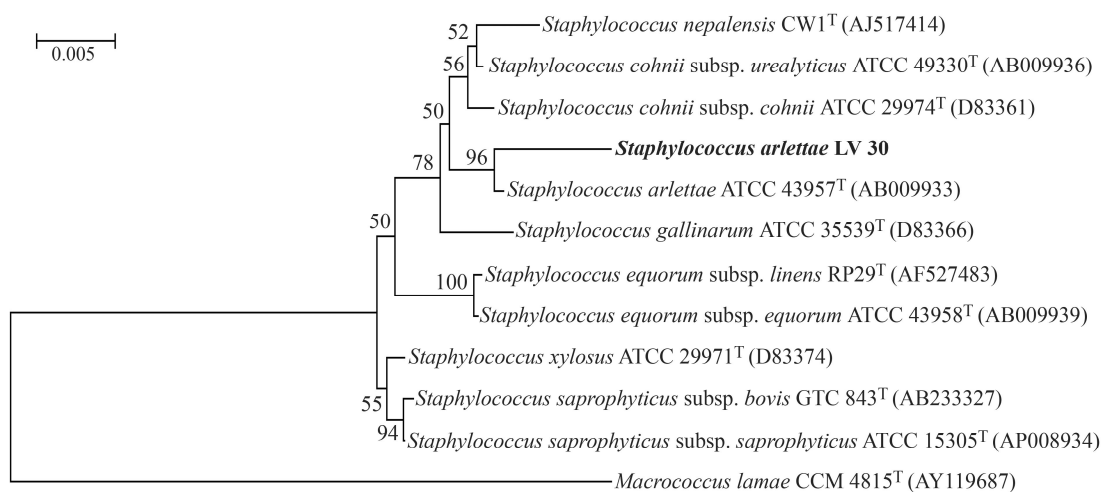 52
Staphylococcus nepalensis CW1ᵀ (AJ517414)
0.005
56
Staphylococcus cohnii subsp. urealyticus ΛTCC 49330ᵀ (ΛB009936)
50
Staphylococcus cohnii subsp. cohnii ATCC 29974ᵀ (D83361)
Staphylococcus arlettae LV 30
78
96
Staphylococcus arlettae ATCC 43957ᵀ (AB009933)
50
Staphylococcus gallinarum ATCC 35539ᵀ (D83366)
100
Staphylococcus equorum subsp. linens RP29ᵀ (AF527483)
Staphylococcus equorum subsp. equorum ATCC 43958ᵀ (AB009939)
Staphylococcus xylosus ATCC 29971ᵀ (D83374)
55
Staphylococcus saprophyticus subsp. bovis GTC 843ᵀ (AB233327)
94
Staphylococcus saprophyticus subsp. saprophyticus ATCC 15305ᵀ (AP008934)
Macrococcus lamae CCM 4815ᵀ (AY119687)